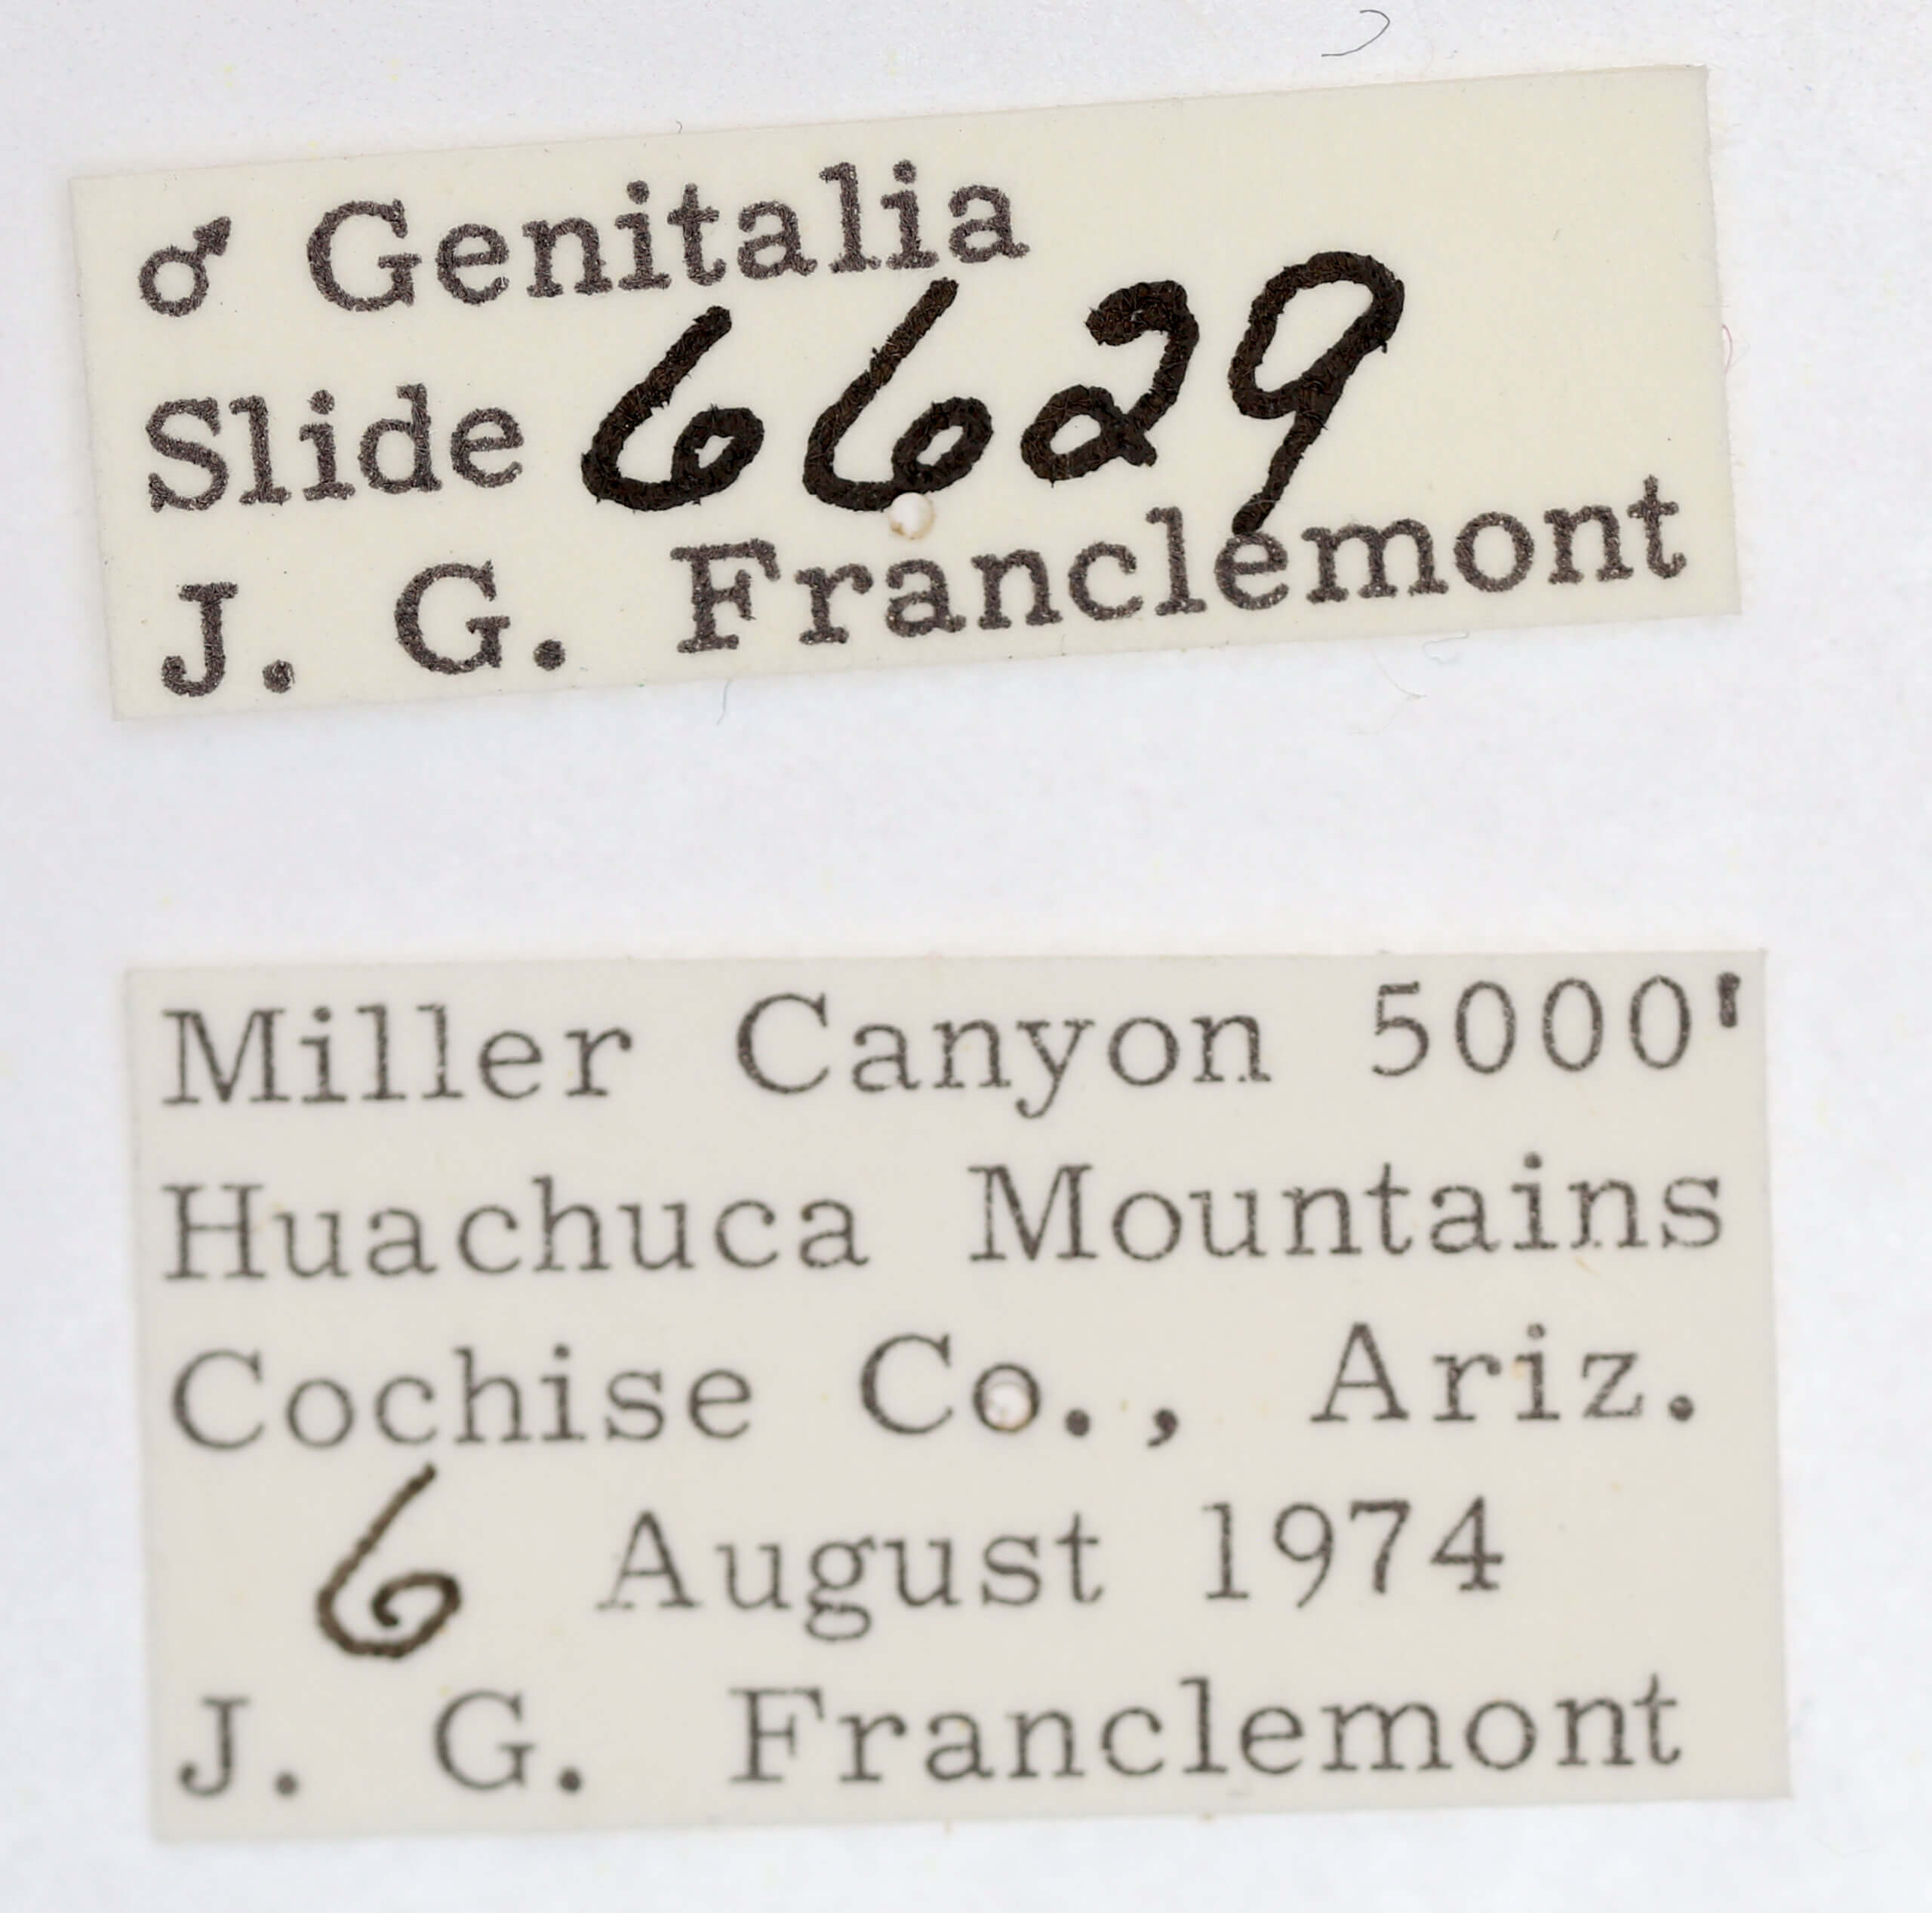 ♂ Genitalia
Slide 6629
J. G. Franclemont
Miller Canyon 5000'
Huachuca Mountains
Cochise Co., Ariz.
6 August 1974
J. G. Franclemont